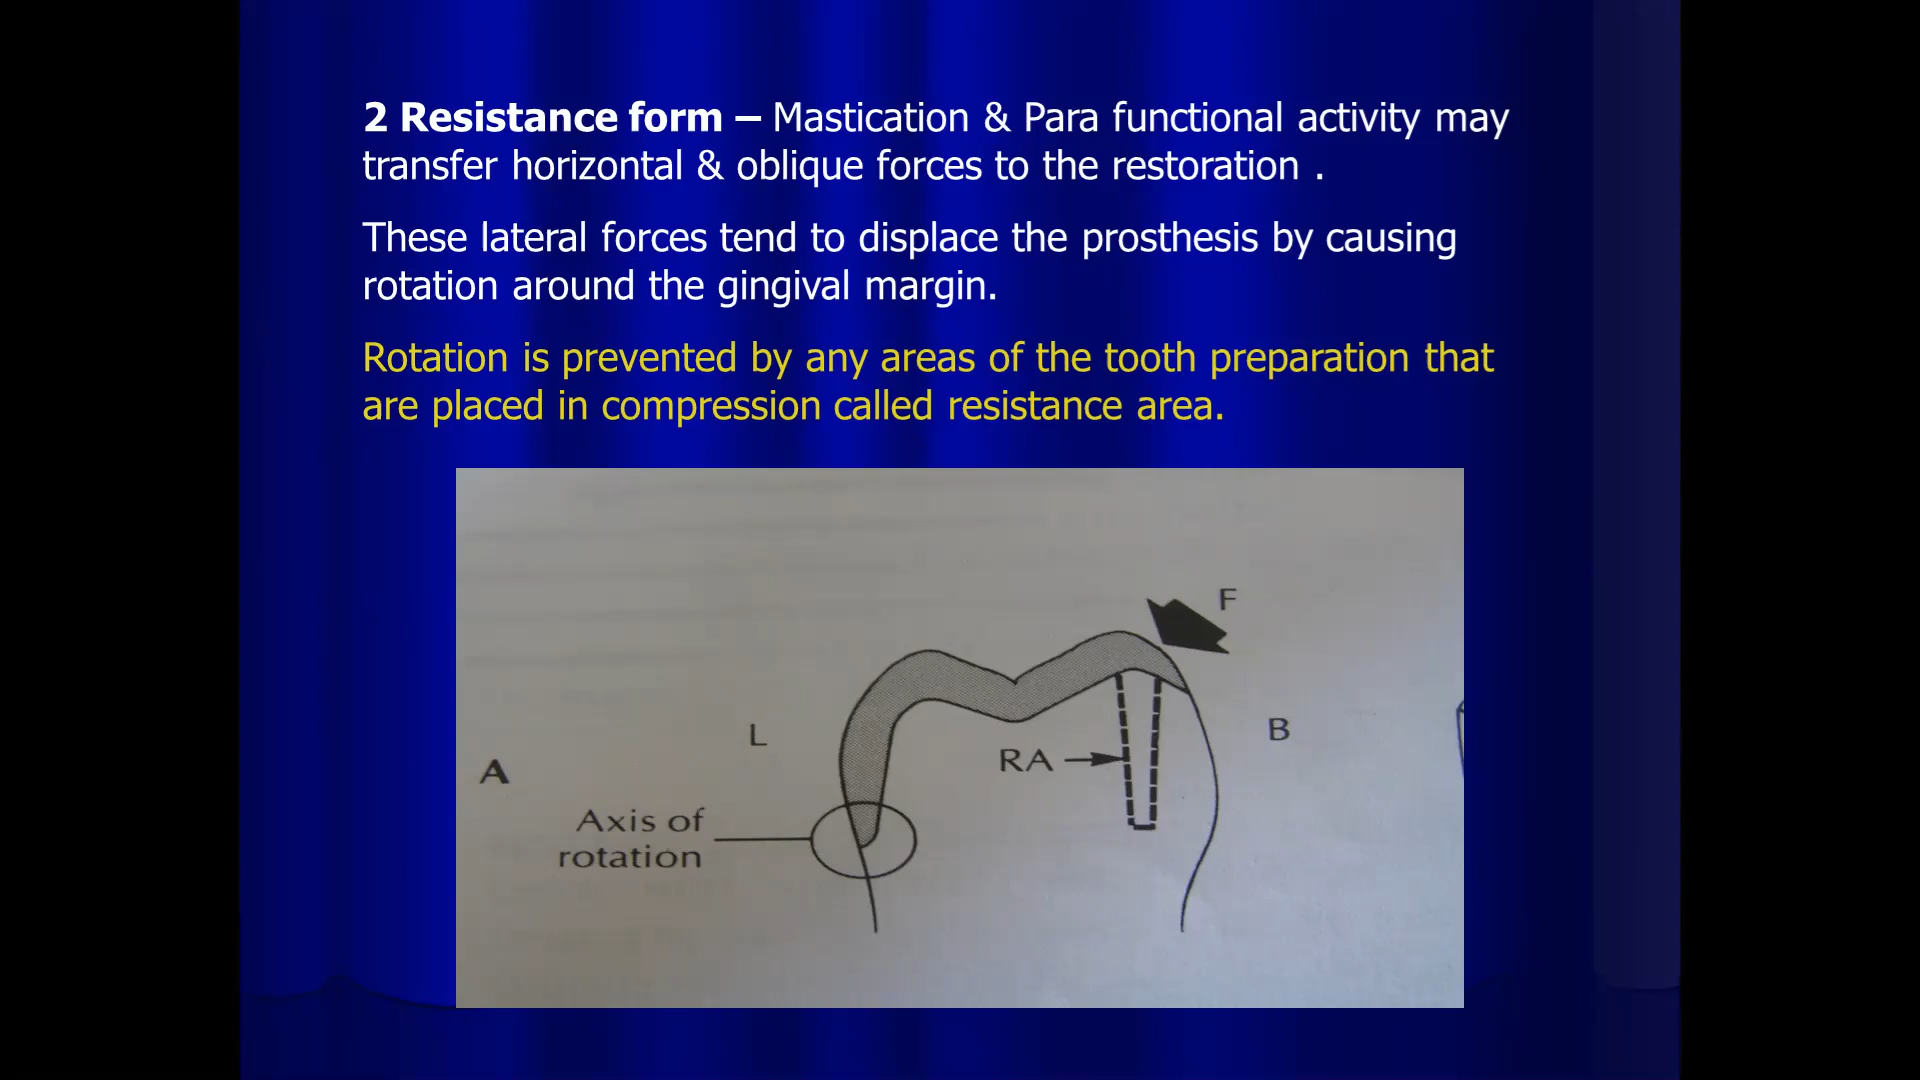 2 Resistance form – Mastication & Para functional activity may
transfer horizontal & oblique forces to the restoration .
These lateral forces tend to displace the prosthesis by causing
rotation around the gingival margin.
Rotation is prevented by any areas of the tooth preparation that
are placed in compression called resistance area.
F
L
B
RA
A
Axis of
rotation